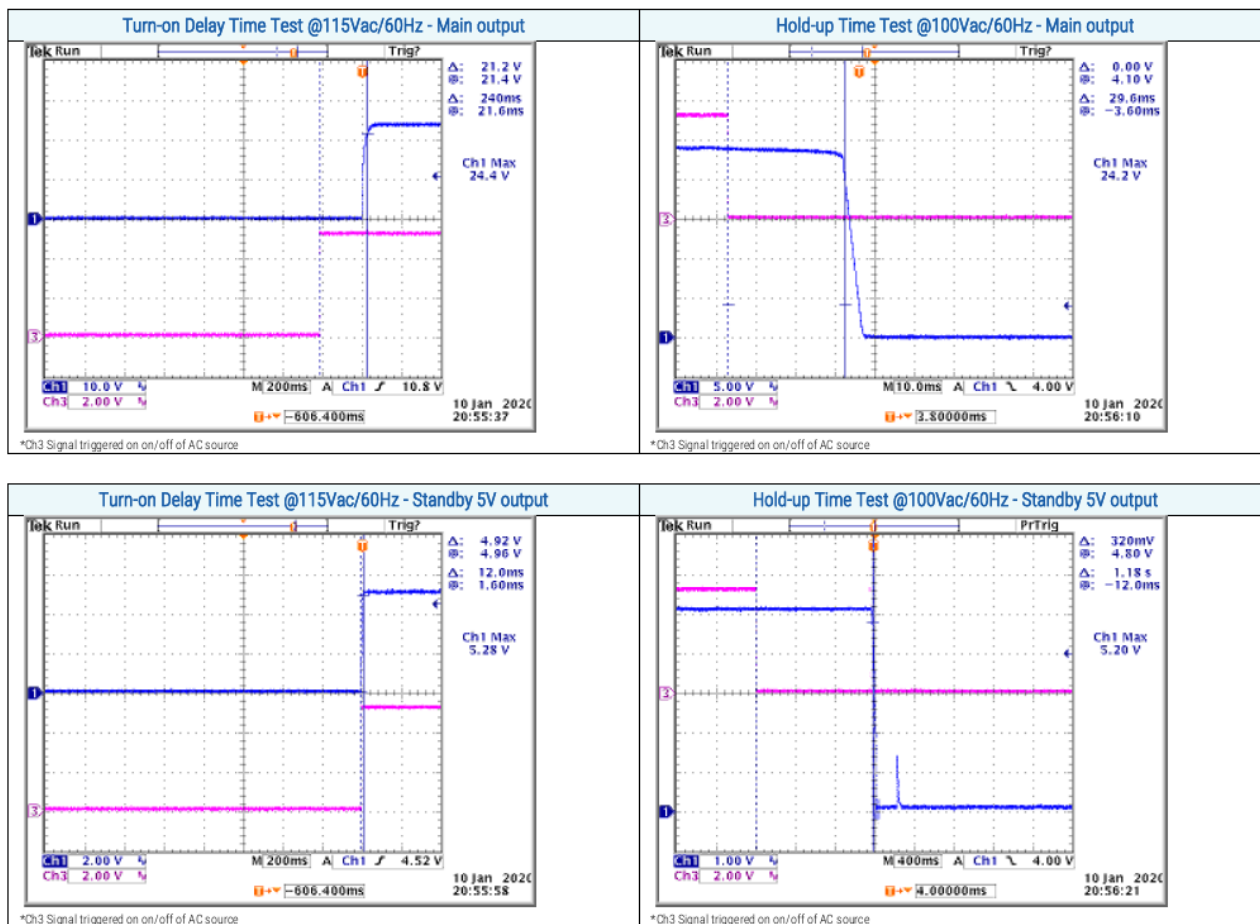 Turn-on Delay Time Test @115Vac/60Hz - Main output
Tek Run Trig?
Δ: 21.2 V
@: 21.4 V
Δ: 240ms
@: 21.6ms
Ch1 Max
24.4 V
T
1
3
Ch1 10.0 V M 200ms A Ch1 10.8 V
Ch3 2.00 V
T -606.400ms
10 Jan 2020
20:55:37
*Ch3 Signal triggered on on/off of AC source
Hold-up Time Test @100Vac/60Hz - Main output
Tek Run Trig?
Δ: 0.00 V
@: 4.10 V
Δ: 29.6ms
@: -3.60ms
Ch1 Max
24.2 V
T
3
1
Ch1 5.00 V M 10.0ms A Ch1 4.00 V
Ch3 2.00 V
T 3.80000ms
10 Jan 2020
20:56:10
*Ch3 Signal triggered on on/off of AC source
Turn-on Delay Time Test @115Vac/60Hz - Standby 5V output
Tek Run Trig?
Δ: 4.92 V
@: 4.96 V
Δ: 12.0ms
@: 1.60ms
Ch1 Max
5.28 V
T
1
3
Ch1 2.00 V M 200ms A Ch1 4.52 V
Ch3 2.00 V
T -606.400ms
10 Jan 2020
20:55:58
*Ch3 Signal triggered on on/off of AC source
Hold-up Time Test @100Vac/60Hz - Standby 5V output
Tek Run PrTrig
Δ: 320mV
@: 4.80 V
Δ: 1.18 s
@: -12.0ms
Ch1 Max
5.20 V
T
3
1
Ch1 1.00 V M 400ms A Ch1 4.00 V
Ch3 2.00 V
T 4.00000ms
10 Jan 2020
20:56:21
*Ch3 Signal triggered on on/off of AC source